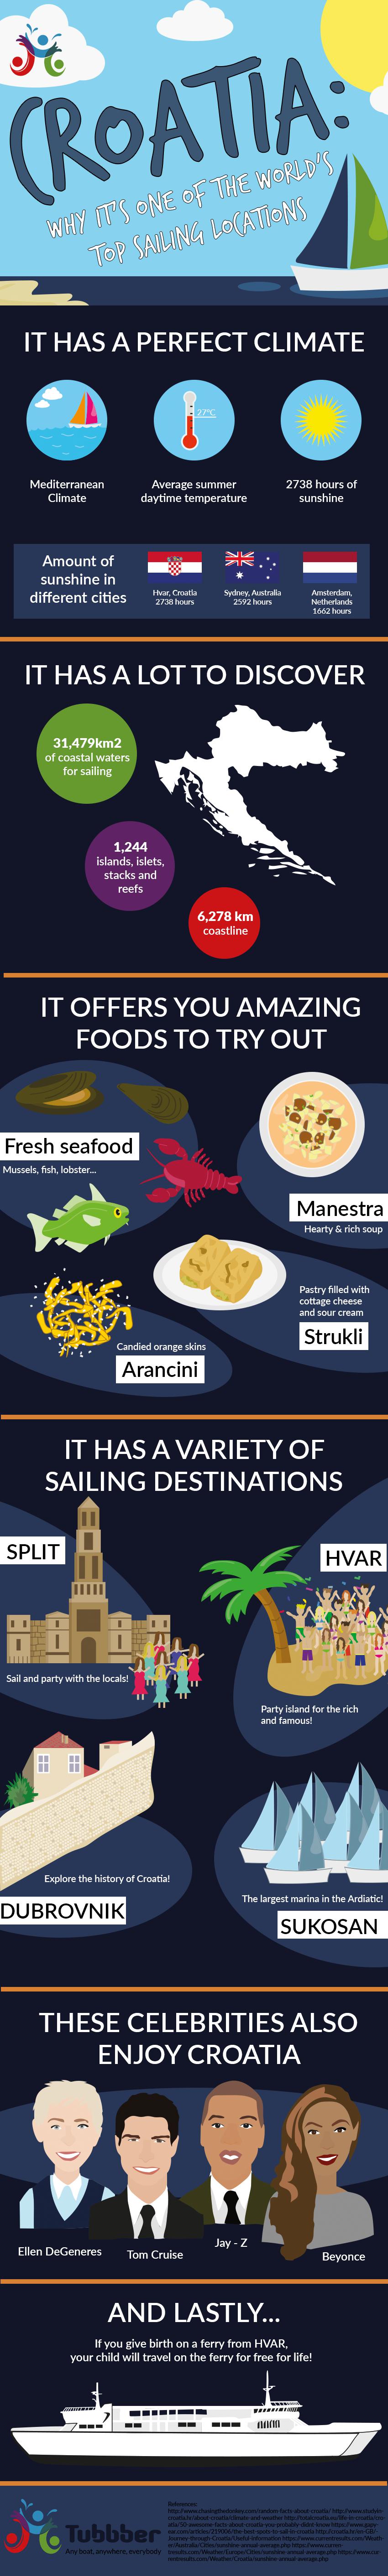 CROATIA:
WHY IT'S ONE OF THE WORLD'S
TOP SAILING LOCATIONS
IT HAS A PERFECT CLIMATE
27°C
Mediterranean
Climate
Average summer
daytime temperature
2738 hours of
sunshine
Amount of
sunshine in
different cities
Hvar, Croatia
2738 hours
Sydney, Australia
2592 hours
Amsterdam,
Netherlands
1662 hours
IT HAS A LOT TO DISCOVER
31,479km2
of coastal waters
for sailing
1,244
islands, islets,
stacks and
reefs
6,278 km
coastline
IT OFFERS YOU AMAZING
FOODS TO TRY OUT
Fresh seafood
Mussels, fish, lobster...
Manestra
Hearty & rich soup
Pastry filled with
cottage cheese
and sour cream
Strukli
Candied orange skins
Arancini
IT HAS A VARIETY OF
SAILING DESTINATIONS
SPLIT
Sail and party with the locals!
HVAR
Party island for the rich
and famous!
Explore the history of Croatia!
DUBROVNIK
The largest marina in the Ardiatic!
SUKOSAN
THESE CELEBRITIES ALSO
ENJOY CROATIA
Ellen DeGeneres
Tom Cruise
Jay - Z
Beyonce
AND LASTLY...
If you give birth on a ferry from HVAR,
your child will travel on the ferry for free for life!
Tubbber
Any boat, anywhere, everybody
References: